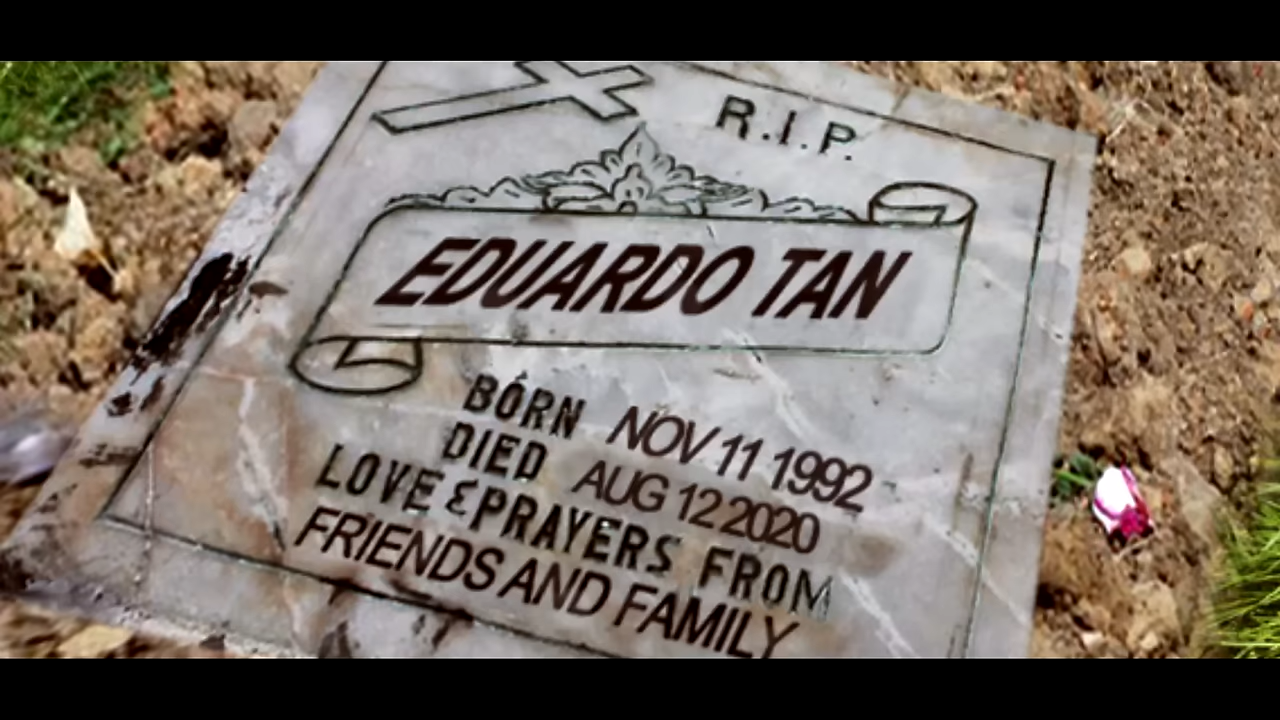 R.I.P.
EDUARDO TAN
BORN NOV 11 1992
DIED AUG 12 2020
LOVE & PRAYERS FROM
FRIENDS AND FAMILY